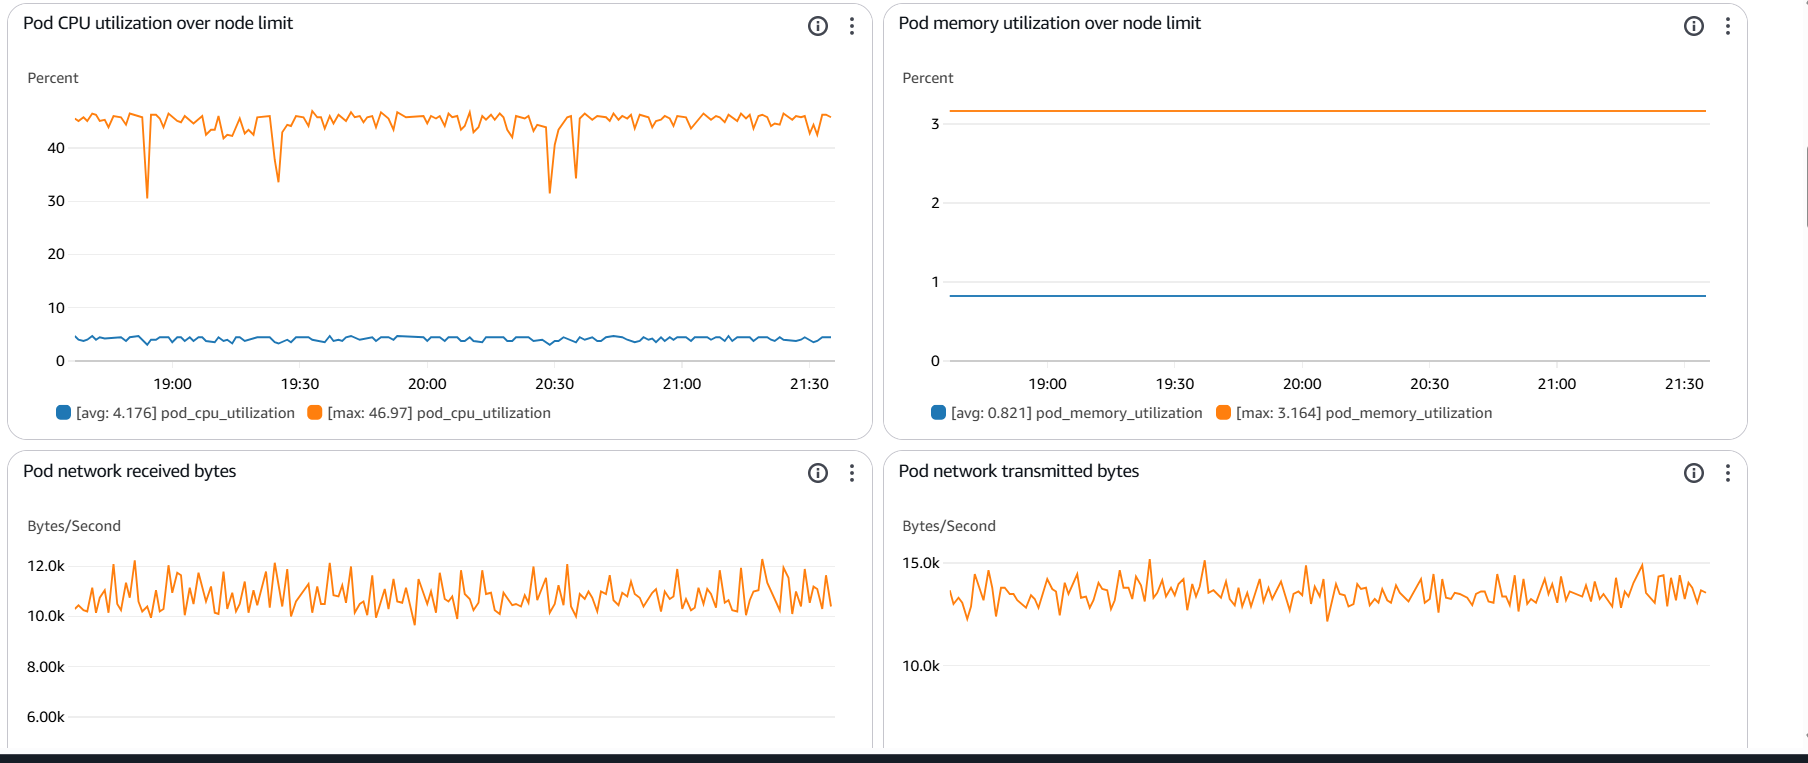 Pod CPU utilization over node limit
Percent
40
30
20
10
0
19:00 19:30 20:00 20:30 21:00 21:30
[avg: 4.176] pod_cpu_utilization [max: 46.97] pod_cpu_utilization
Pod memory utilization over node limit
Percent
3
2
1
0
19:00 19:30 20:00 20:30 21:00 21:30
[avg: 0.821] pod_memory_utilization [max: 3.164] pod_memory_utilization
Pod network received bytes
Bytes/Second
12.0k
10.0k
8.00k
6.00k
Pod network transmitted bytes
Bytes/Second
15.0k
10.0k